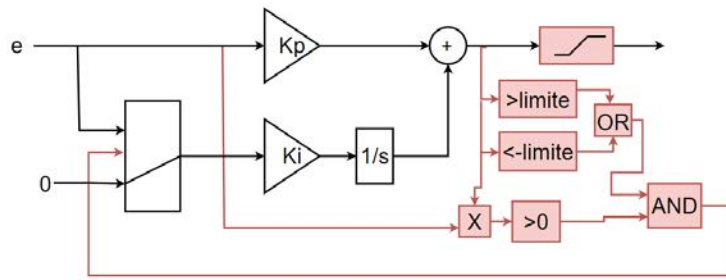 e
Kp
+
>limite
OR
<-limite
Ki
1/s
0
X
>0
AND